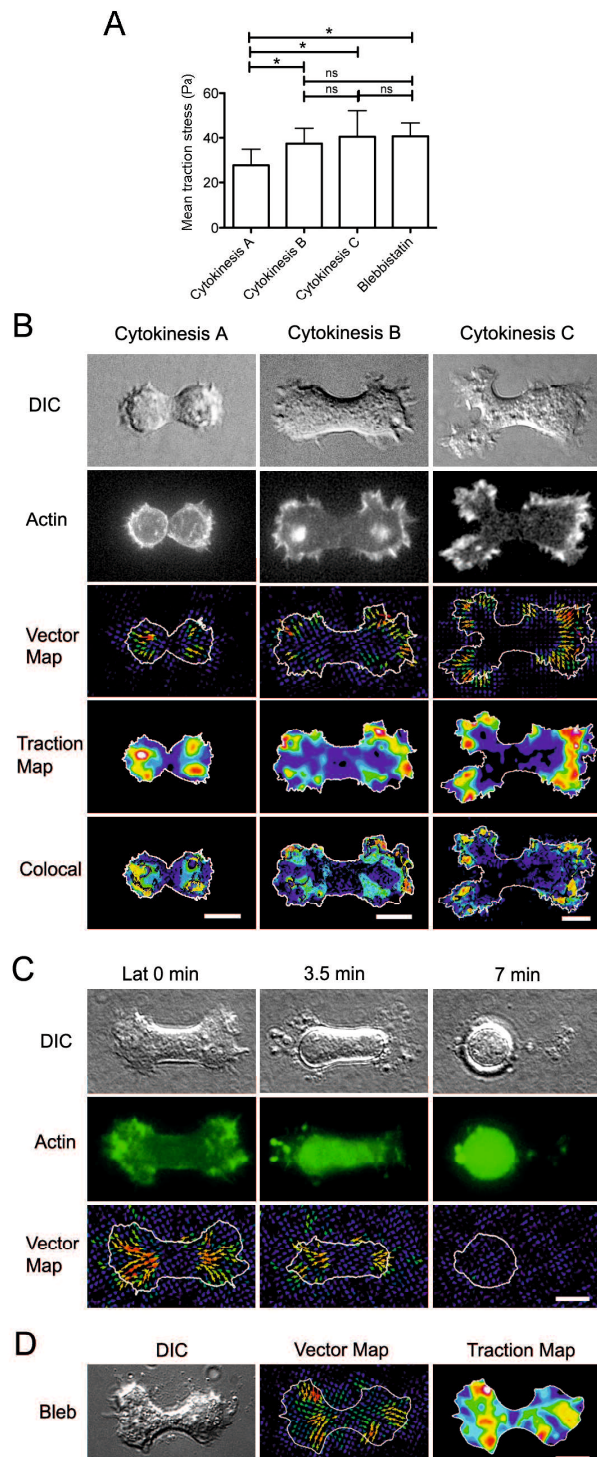 A
*
*
*
ns
ns
ns
Mean traction stress (Pa)
60
40
20
0
Cytokinesis A
Cytokinesis B
Cytokinesis C
Blebbistatin
B
Cytokinesis A
Cytokinesis B
Cytokinesis C
DIC
Actin
Vector
Map
Traction
Map
Colocal
C
Lat 0 min
3.5 min
7 min
DIC
Actin
Vector
Map
D
DIC
Vector Map
Traction Map
Bleb